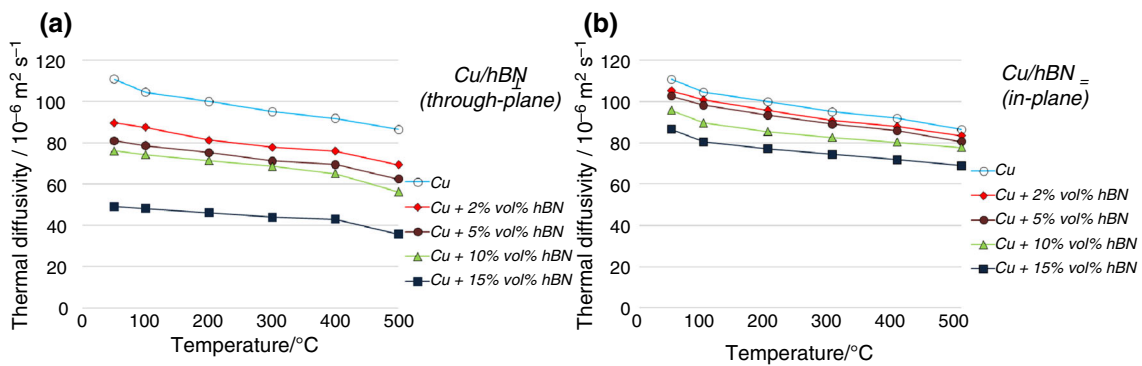 (a)
Thermal diffusivity / 10⁻⁶ m² s⁻¹
120
100
80
60
40
20
0
0
100
200
300
400
500
Temperature/°C
Cu/hBN⊥
(through-plane)
Cu
Cu + 2% vol% hBN
Cu + 5% vol% hBN
Cu + 10% vol% hBN
Cu + 15% vol% hBN
(b)
Thermal diffusivity / 10⁻⁶ m² s⁻¹
120
100
80
60
40
20
0
0
100
200
300
400
500
Temperature/°C
Cu/hBN =
(in-plane)
Cu
Cu + 2% vol% hBN
Cu + 5% vol% hBN
Cu + 10% vol% hBN
Cu + 15% vol% hBN